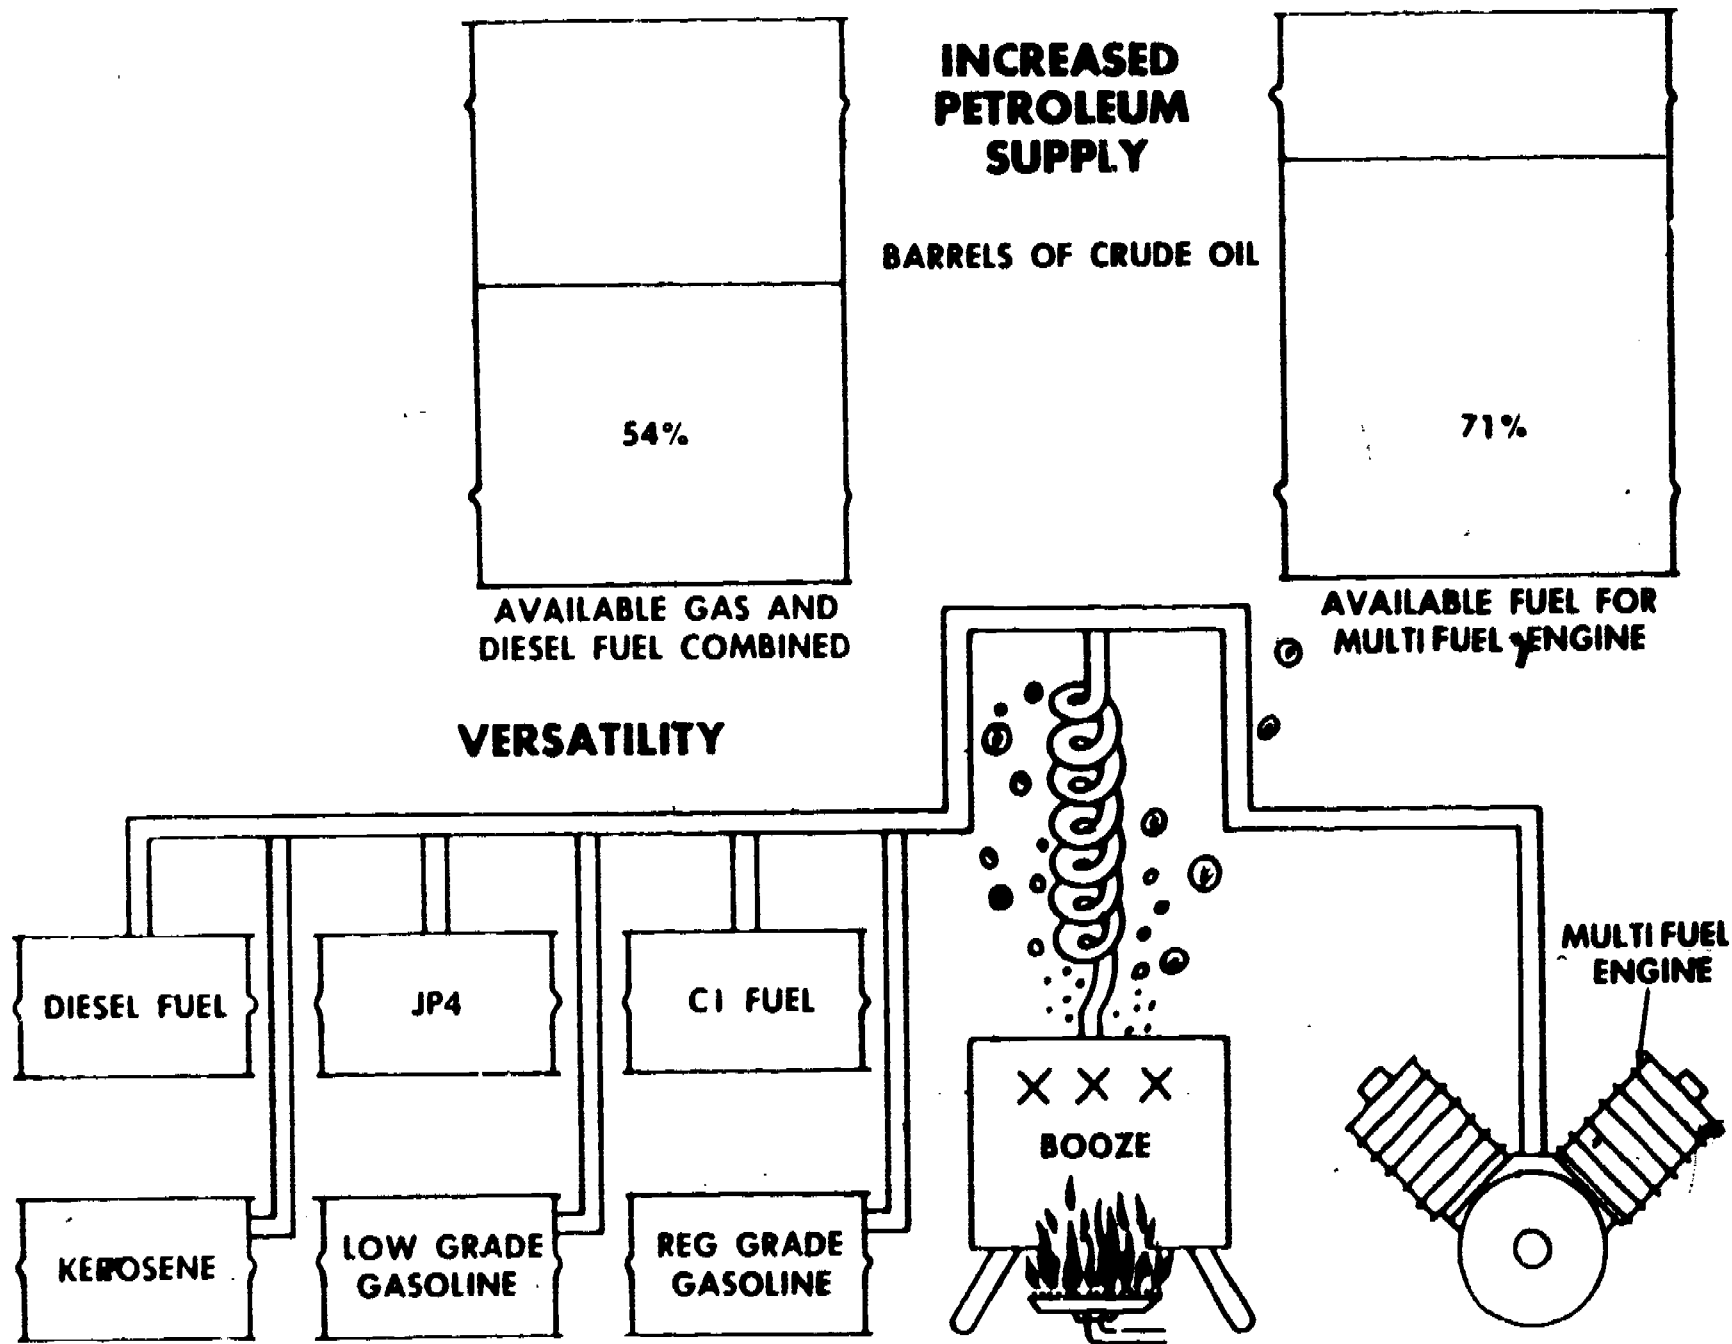 INCREASED
PETROLEUM
SUPPLY
BARRELS OF CRUDE OIL
54%
71%
AVAILABLE GAS AND
DIESEL FUEL COMBINED
AVAILABLE FUEL FOR
MULTI FUEL ENGINE
VERSATILITY
MULTI FUEL
ENGINE
DIESEL FUEL
JP4
CI FUEL
XXX
BOOZE
KEROSENE
LOW GRADE
GASOLINE
REG GRADE
GASOLINE